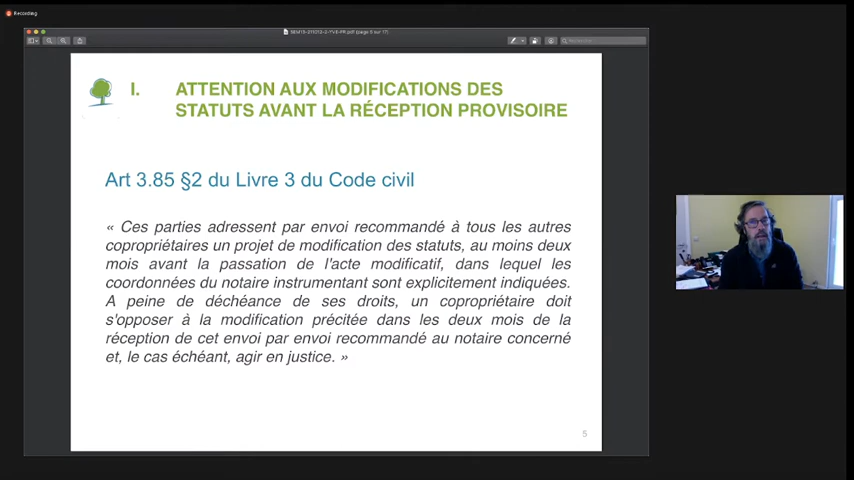 Recording
I. ATTENTION AUX MODIFICATIONS DES
STATUTS AVANT LA RÉCEPTION PROVISOIRE
Art 3.85 §2 du Livre 3 du Code civil
« Ces parties adressent par envoi recommandé à tous les autres
copropriétaires un projet de modification des statuts, au moins deux
mois avant la passation de l'acte modificatif, dans lequel les
coordonnées du notaire instrumentant sont explicitement indiquées.
A peine de déchéance de ses droits, un copropriétaire doit
s'opposer à la modification précitée dans les deux mois de la
réception de cet envoi par envoi recommandé au notaire concerné
et, le cas échéant, agir en justice. »
5